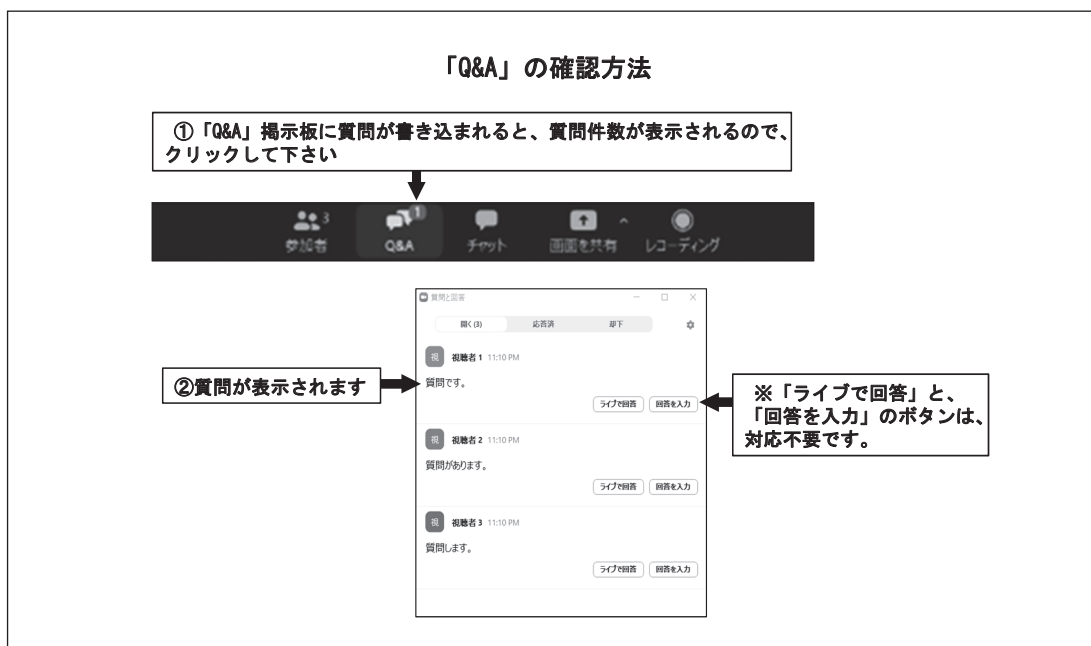 「Q&A」の確認方法
①「Q&A」掲示板に質問が書き込まれると、質問件数が表示されるので、
クリックして下さい
3
1
参加者
Q&A
チャット
画面を共有
レコーディング
質問と回答
開く(3)
応答済
却下
視
視聴者 1 11:10 PM
②質問が表示されます
質問です。
ライブで回答
回答を入力
※「ライブで回答」と、
「回答を入力」のボタンは、
対応不要です。
視
視聴者 2 11:10 PM
質問があります。
ライブで回答
回答を入力
視
視聴者 3 11:10 PM
質問します。
ライブで回答
回答を入力